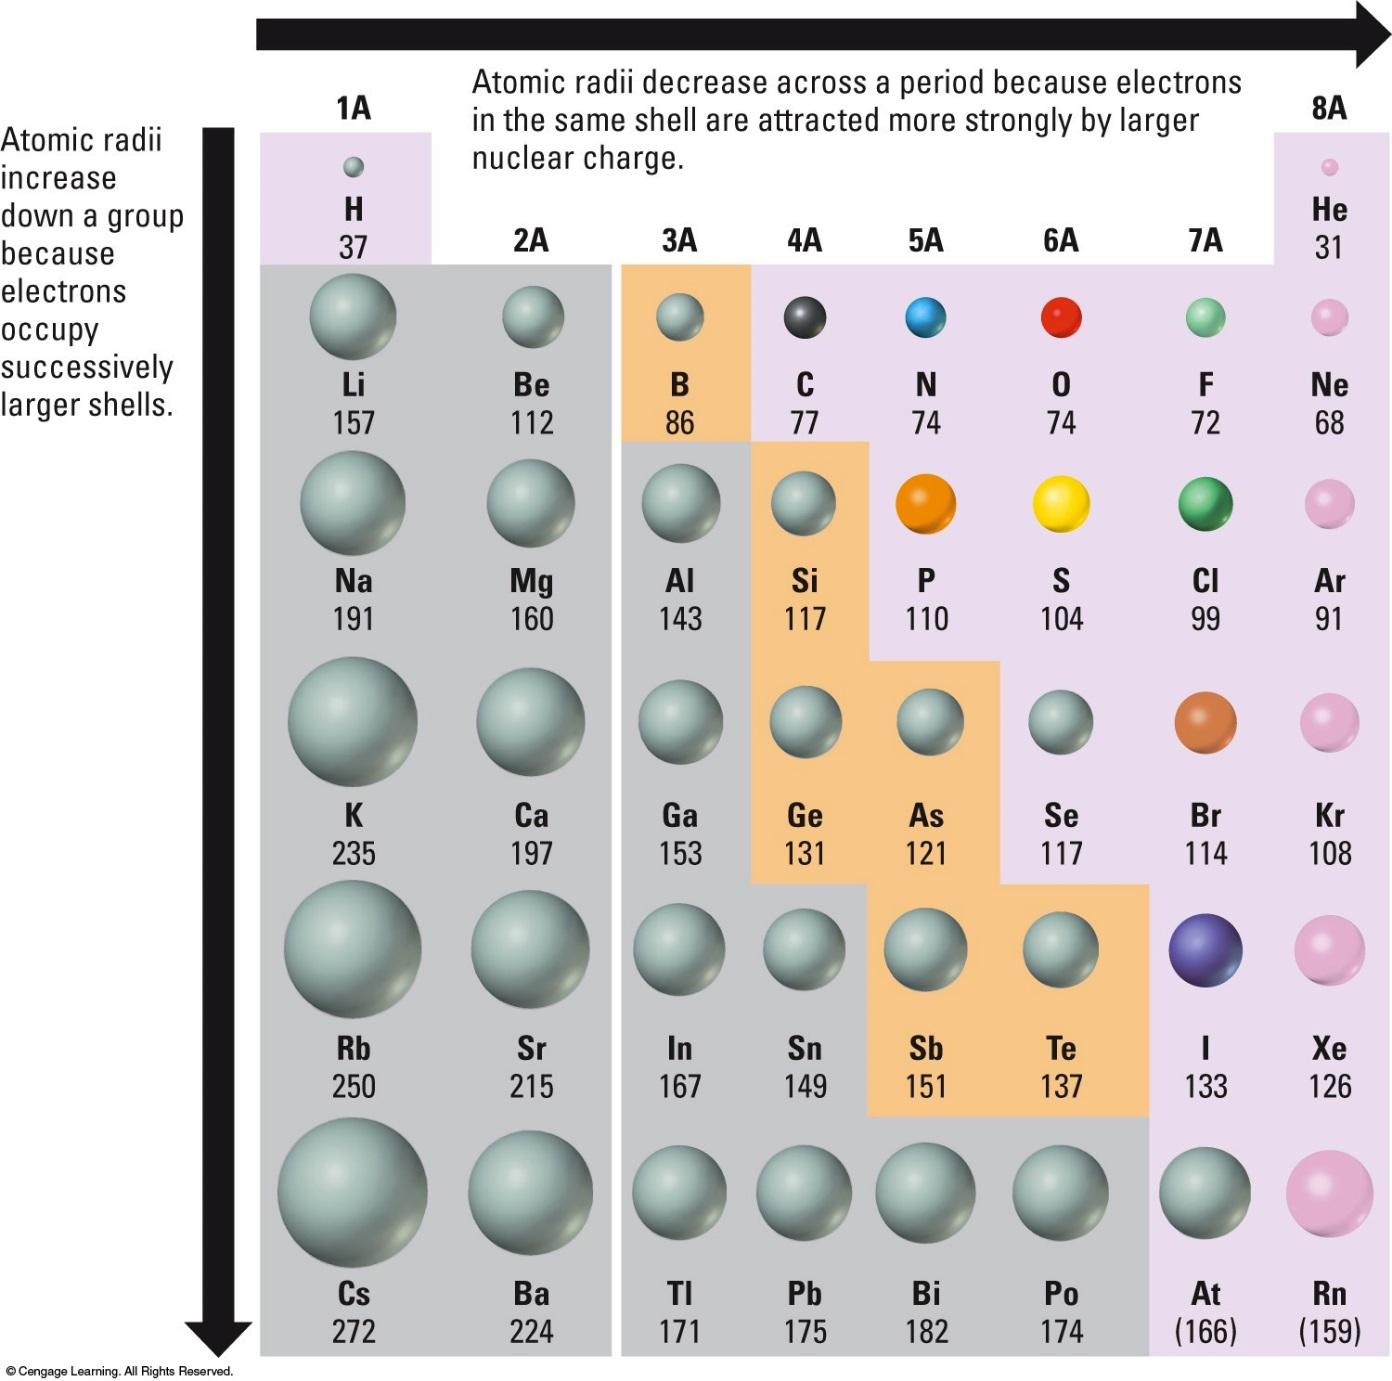 Atomic radii decrease across a period because electrons
in the same shell are attracted more strongly by larger
nuclear charge.
Atomic radii
increase
down a group
because
electrons
occupy
successively
larger shells.
1A 8A
H He
37 31
2A 3A 4A 5A 6A 7A
Li Be B C N O F Ne
157 112 86 77 74 74 72 68
Na Mg Al Si P S Cl Ar
191 160 143 117 110 104 99 91
K Ca Ga Ge As Se Br Kr
235 197 153 131 121 117 114 108
Rb Sr In Sn Sb Te I Xe
250 215 167 149 151 137 133 126
Cs Ba Tl Pb Bi Po At Rn
272 224 171 175 182 174 (166) (159)
© Cengage Learning. All Rights Reserved.